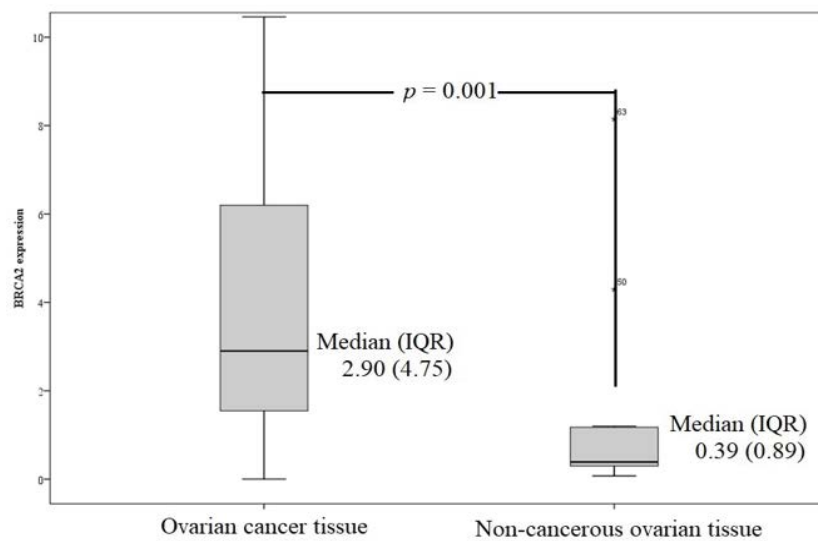 10
p = 0.001
63
8
6
BRCA2 expression
50
4
Median (IQR)
2.90 (4.75)
2
Median (IQR)
0.39 (0.89)
0
Ovarian cancer tissue
Non-cancerous ovarian tissue